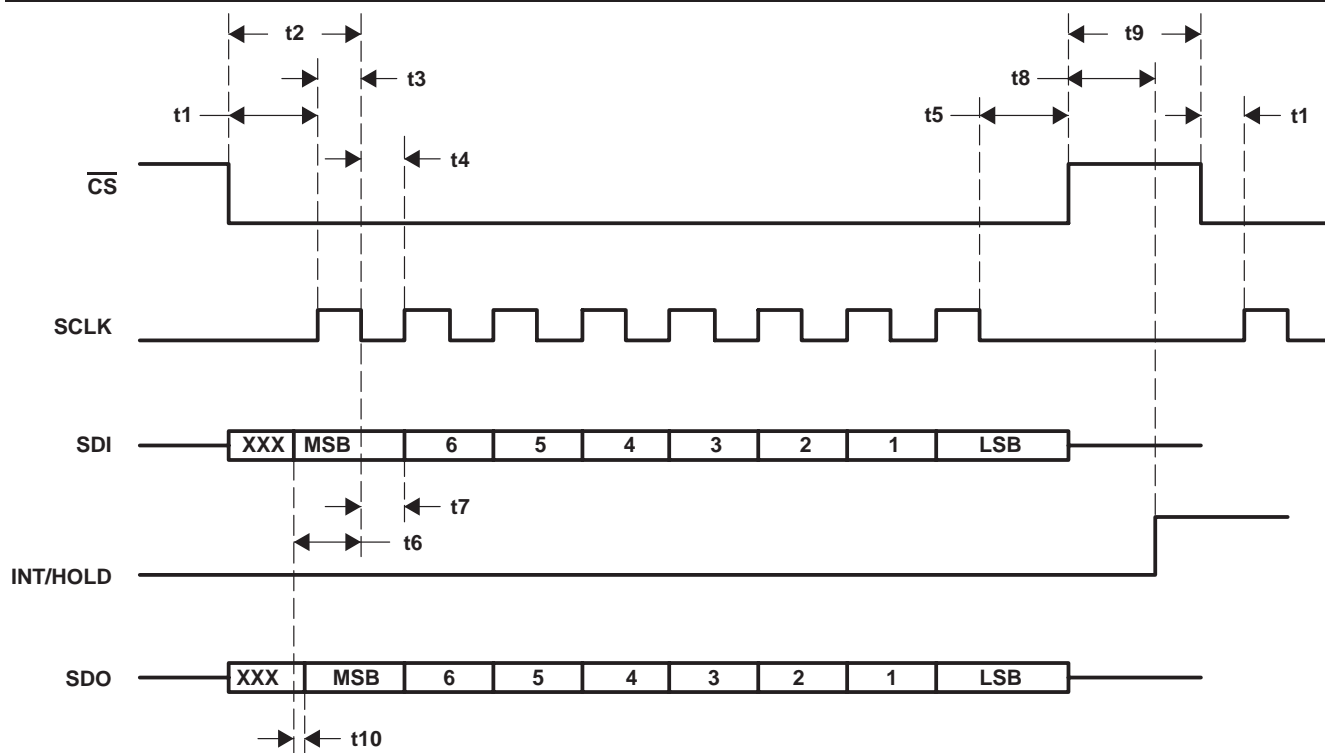 t2
t9
t3
t8
t1
t5
t1
t4
CS
SCLK
SDI XXX MSB 6 5 4 3 2 1 LSB
t7
t6
INT/HOLD
SDO XXX MSB 6 5 4 3 2 1 LSB
t10